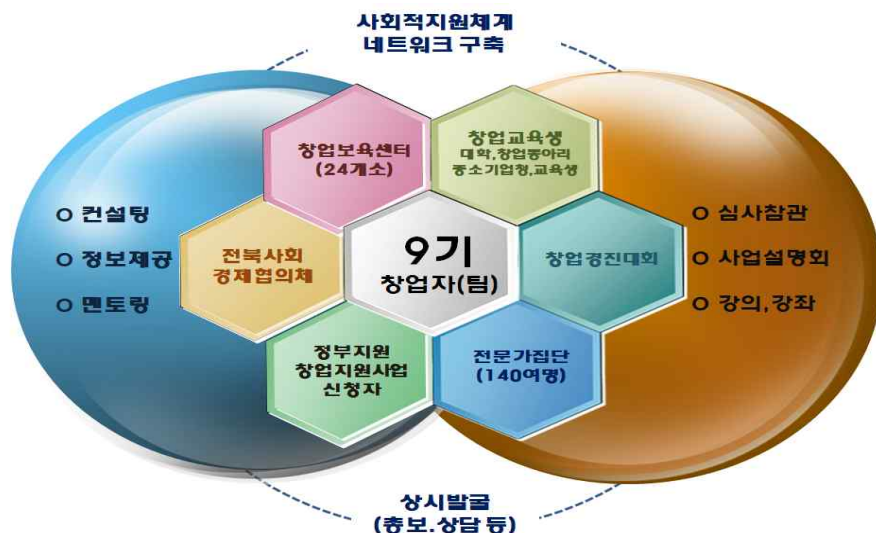 사회적지원체계
네트워크 구축
창업보육센터
(24개소)
창업교육생
대학,창업동아리
중소기업청,교육생
o 컨설팅
o 정보제공
o 멘토링
전북사회
경제협의체
9기
창업자(팀)
창업경진대회
o 심사참관
o 사업설명회
o 강의,강좌
정부지원
창업지원사업
신청자
전문가집단
(140여명)
상시발굴
(홍보.상담 등)